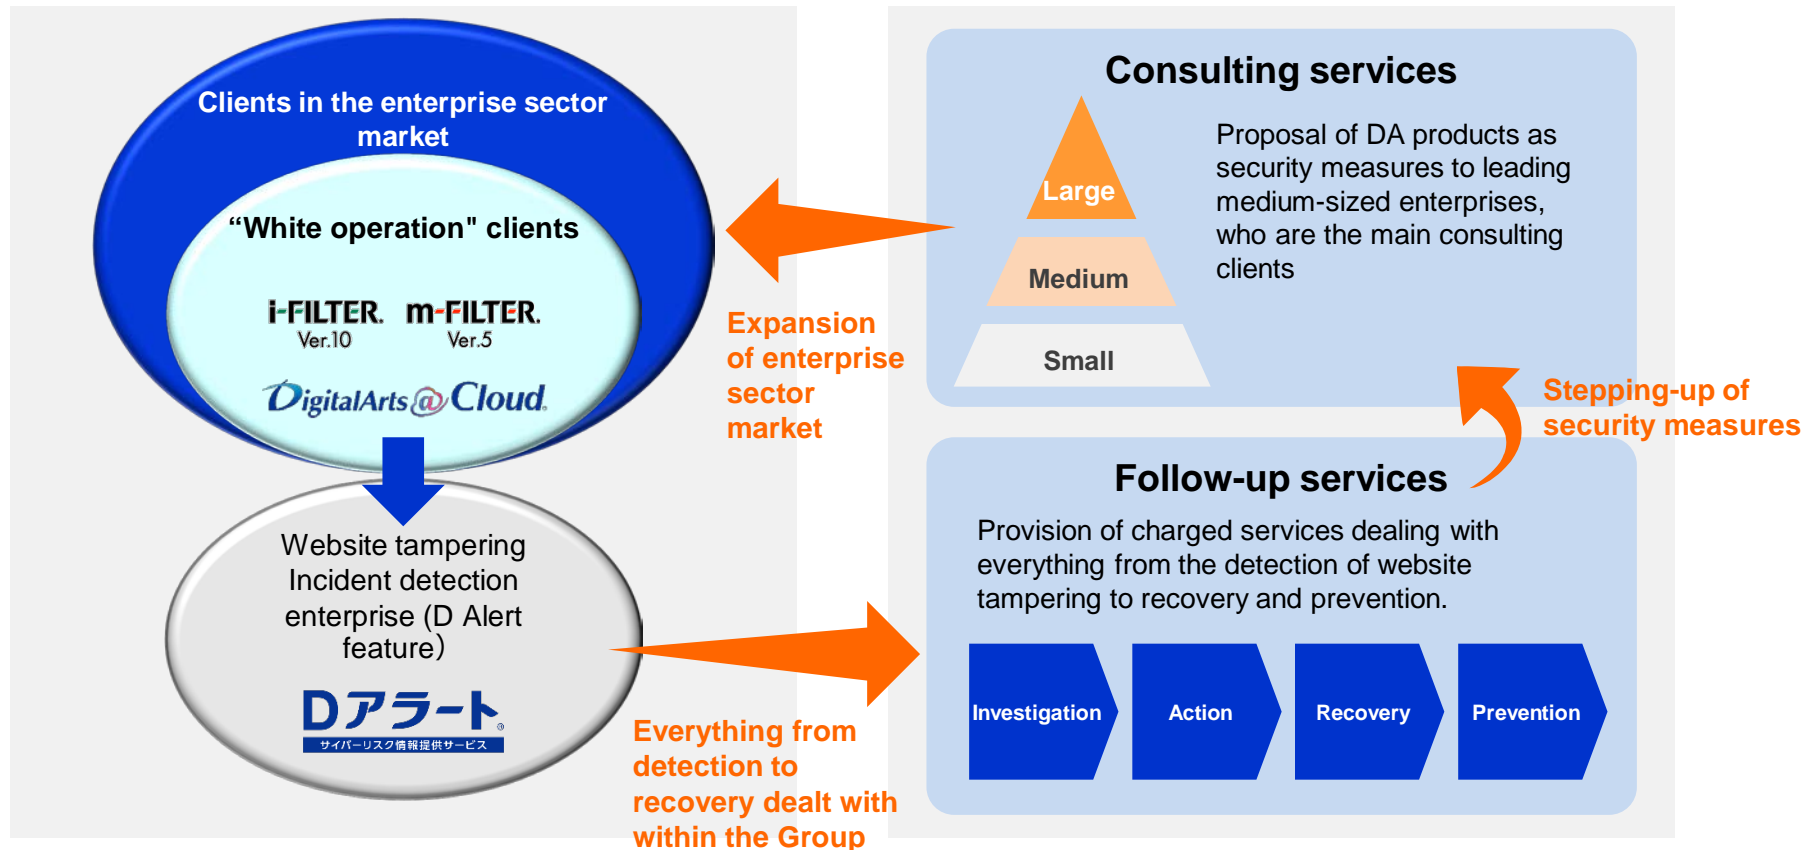 Clients in the enterprise sector
market
“White operation" clients
i-FILTER. m-FILTER.
Ver.10 Ver.5
DigitalArts@Cloud.
Website tampering
Incident detection
enterprise (D Alert
feature）
Dアラート®
サイバーリスク情報提供サービス
Expansion
of enterprise
sector
market
Everything from
detection to
recovery dealt with
within the Group
Consulting services
Large
Medium
Small
Proposal of DA products as
security measures to leading
medium-sized enterprises,
who are the main consulting
clients
Stepping-up of
security measures
Follow-up services
Provision of charged services dealing with
everything from the detection of website
tampering to recovery and prevention.
Investigation
Action
Recovery
Prevention